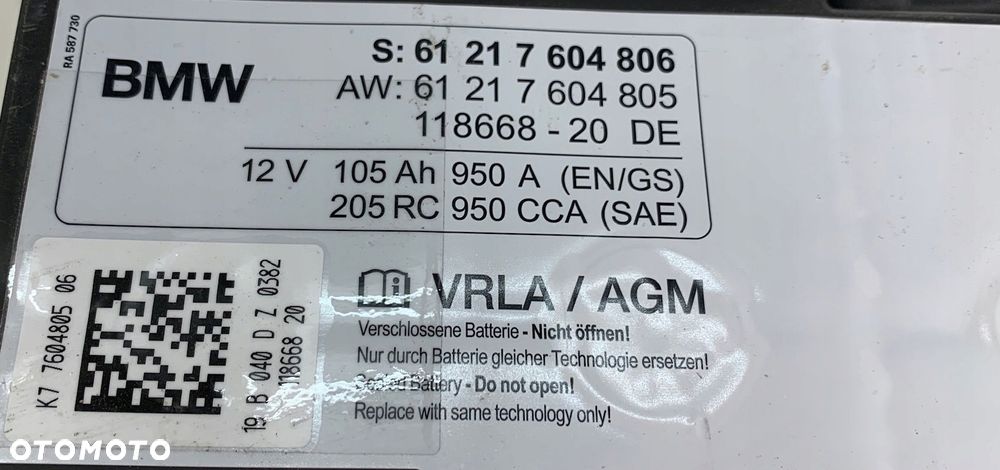 RA 587 730
BMW
S: 61 21 7 604 806
AW: 61 21 7 604 805
118668 - 20 DE
12 V 105 Ah 950 A (EN/GS)
205 RC 950 CCA (SAE)
K7 7604805 06
19 B 040 D Z 0382
118668 20
VRLA / AGM
Verschlossene Batterie - Nicht öffnen!
Nur durch Batterie gleicher Technologie ersetzen!
Sealed Battery - Do not open!
Replace with same technology only!
OTOMOTO